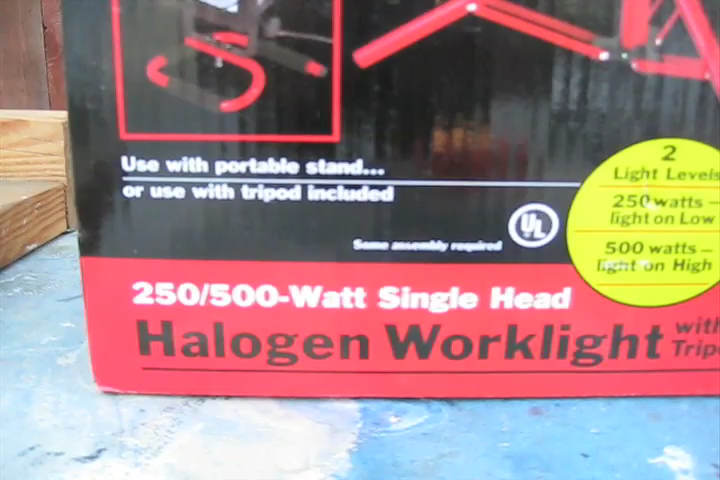 Use with portable stand...
or use with tripod included
Some assembly required
UL
2
Light Levels
250 watts –
light on Low
500 watts –
light on High
250/500-Watt Single Head
Halogen Worklight
with